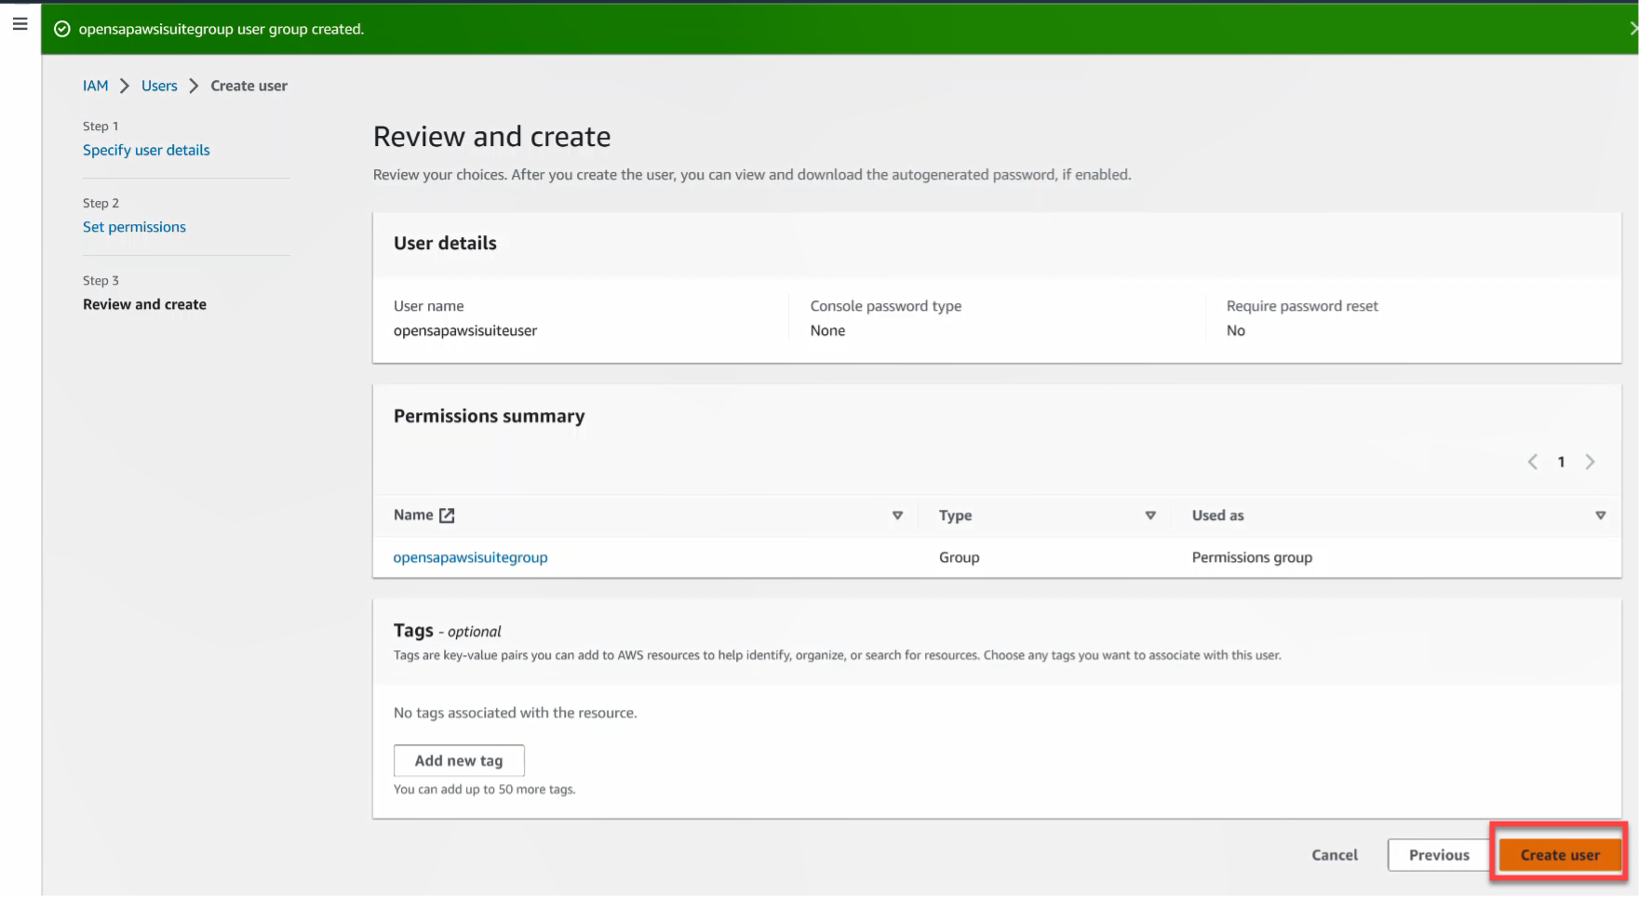 opensapawsisuitegroup user group created.
IAM
Users
Create user
Step 1
Specify user details
Step 2
Set permissions
Step 3
Review and create
Review and create
Review your choices. After you create the user, you can view and download the autogenerated password, if enabled.
User details
User name
opensapawsisuiteuser
Console password type
None
Require password reset
No
Permissions summary
1
Name
Type
Used as
opensapawsisuitegroup
Group
Permissions group
Tags - optional
Tags are key-value pairs you can add to AWS resources to help identify, organize, or search for resources. Choose any tags you want to associate with this user.
No tags associated with the resource.
Add new tag
You can add up to 50 more tags.
Cancel
Previous
Create user